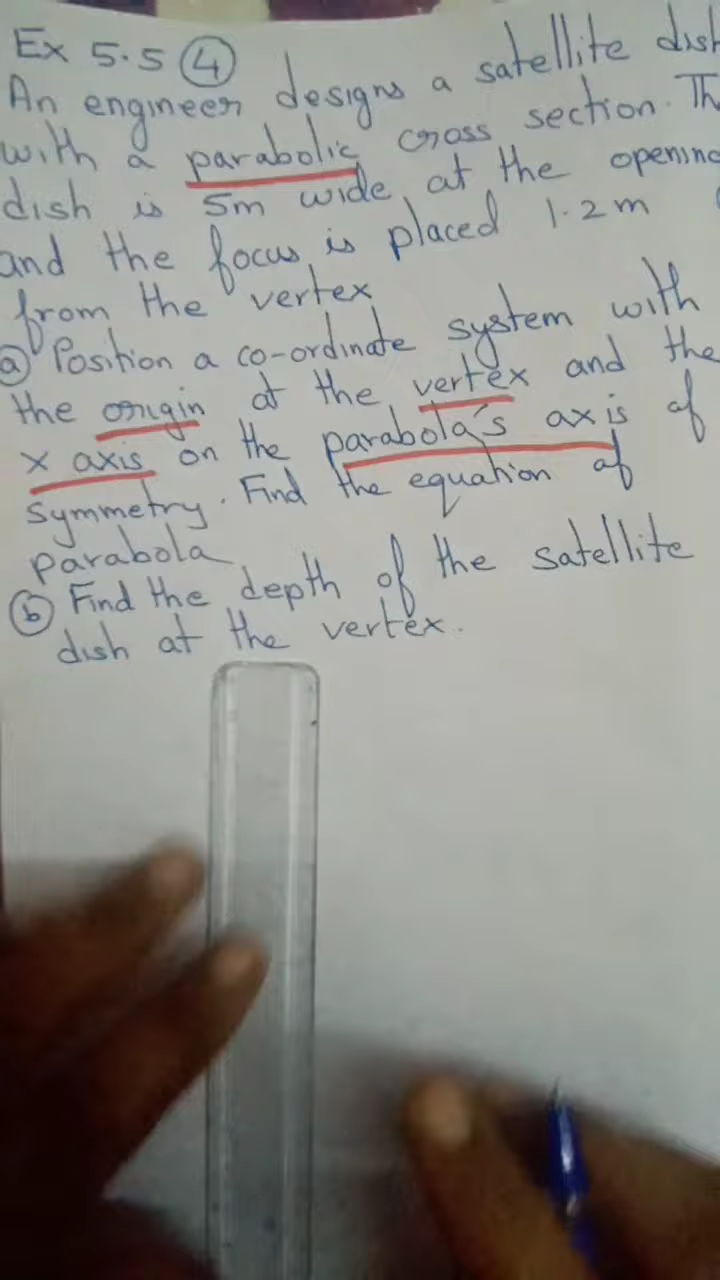 Ex 5.5 ④
An engineer designs a satellite dish
with a parabolic cross section. Th
dish is 5m wide at the opening
and the focus is placed 1.2 m
from the vertex
ⓐ Position a co-ordinate system with
the origin at the vertex and the
x axis on the parabola's axis of
symmetry. Find the equation of
parabola
ⓑ Find the depth of the satellite
dish at the vertex.